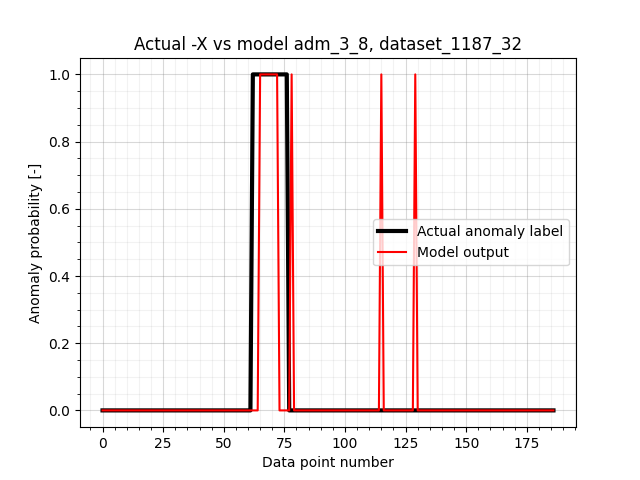 Actual -X vs model adm_3_8, dataset_1187_32
Anomaly probability [-]
1.0
0.8
0.6
0.4
0.2
0.0
Actual anomaly label
Model output
0 25 50 75 100 125 150 175
Data point number